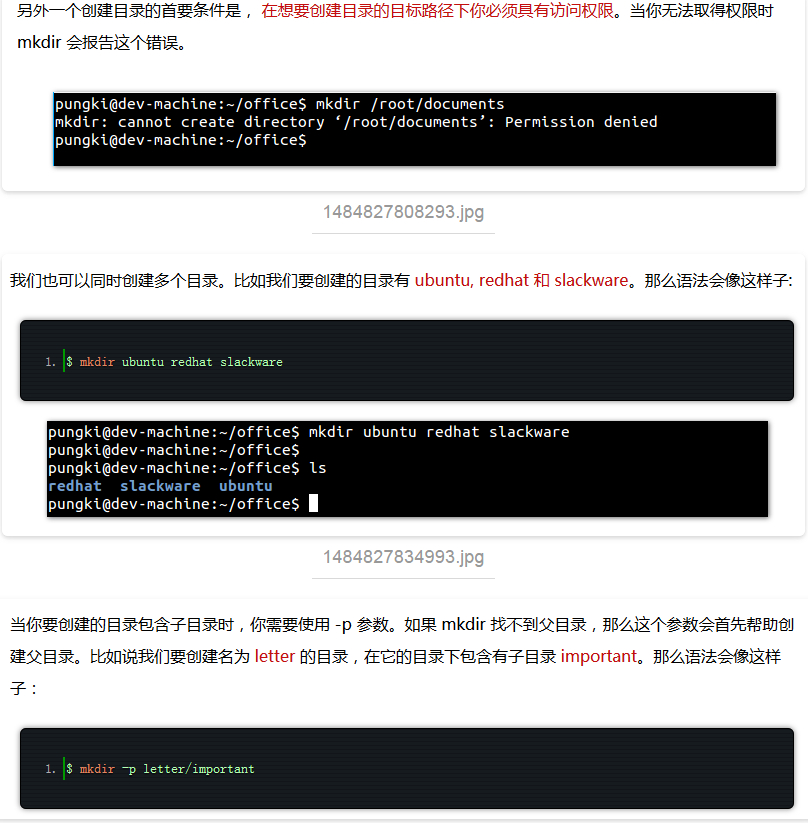 另外一个创建目录的首要条件是，在想要创建目录的目标路径下你必须具有访问权限。当你无法取得权限时
mkdir 会报告这个错误。
pungki@dev-machine:~/office$ mkdir /root/documents
mkdir: cannot create directory ‘/root/documents’: Permission denied
pungki@dev-machine:~/office$
1484827808293.jpg
我们也可以同时创建多个目录。比如我们要创建的目录有 ubuntu, redhat 和 slackware。那么语法会像这样子:
1. $ mkdir ubuntu redhat slackware
pungki@dev-machine:~/office$ mkdir ubuntu redhat slackware
pungki@dev-machine:~/office$
pungki@dev-machine:~/office$ ls
redhat  slackware  ubuntu
pungki@dev-machine:~/office$
1484827834993.jpg
当你要创建的目录包含子目录时，你需要使用 -p 参数。如果 mkdir 找不到父目录，那么这个参数会首先帮助创
建父目录。比如说我们要创建名为 letter 的目录，在它的目录下包含有子目录 important。那么语法会像这样
子：
1. $ mkdir -p letter/important